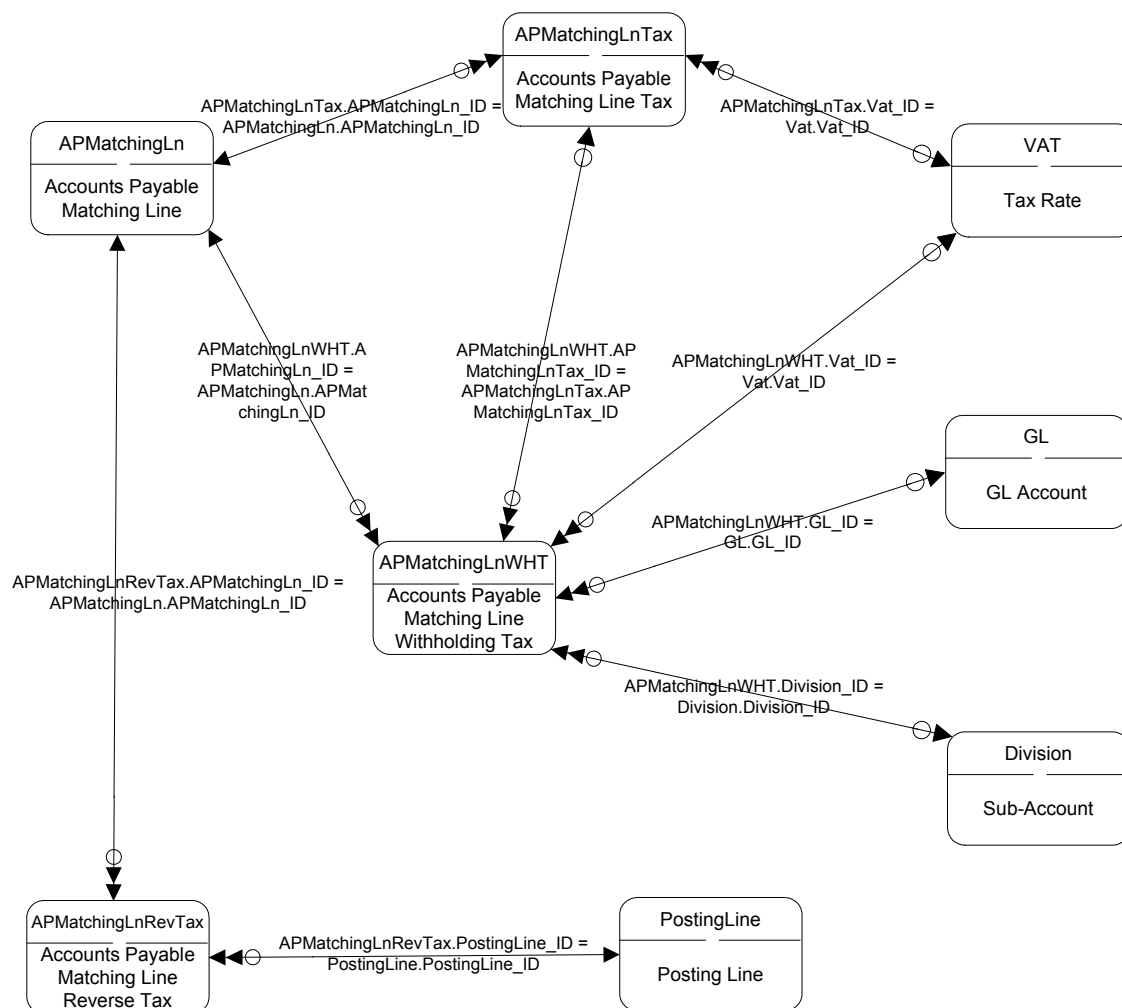 APMatchingLnTax
Accounts Payable
Matching Line Tax
APMatchingLnTax.APMatchingLn_ID =
APMatchingLn.APMatchingLn_ID
APMatchingLnTax.Vat_ID =
Vat.Vat_ID
APMatchingLn
Accounts Payable
Matching Line
VAT
Tax Rate
APMatchingLnWHT.A
PMatchingLn_ID =
APMatchingLn.APMat
chingLn_ID
APMatchingLnWHT.AP
MatchingLnTax_ID =
APMatchingLnTax.AP
MatchingLnTax_ID
APMatchingLnWHT.Vat_ID =
Vat.Vat_ID
GL
GL Account
APMatchingLnWHT.GL_ID =
GL.GL_ID
APMatchingLnWHT
Accounts Payable
Matching Line
Withholding Tax
APMatchingLnRevTax.APMatchingLn_ID =
APMatchingLn.APMatchingLn_ID
APMatchingLnWHT.Division_ID =
Division.Division_ID
Division
Sub-Account
APMatchingLnRevTax
Accounts Payable
Matching Line
Reverse Tax
APMatchingLnRevTax.PostingLine_ID =
PostingLine.PostingLine_ID
PostingLine
Posting Line